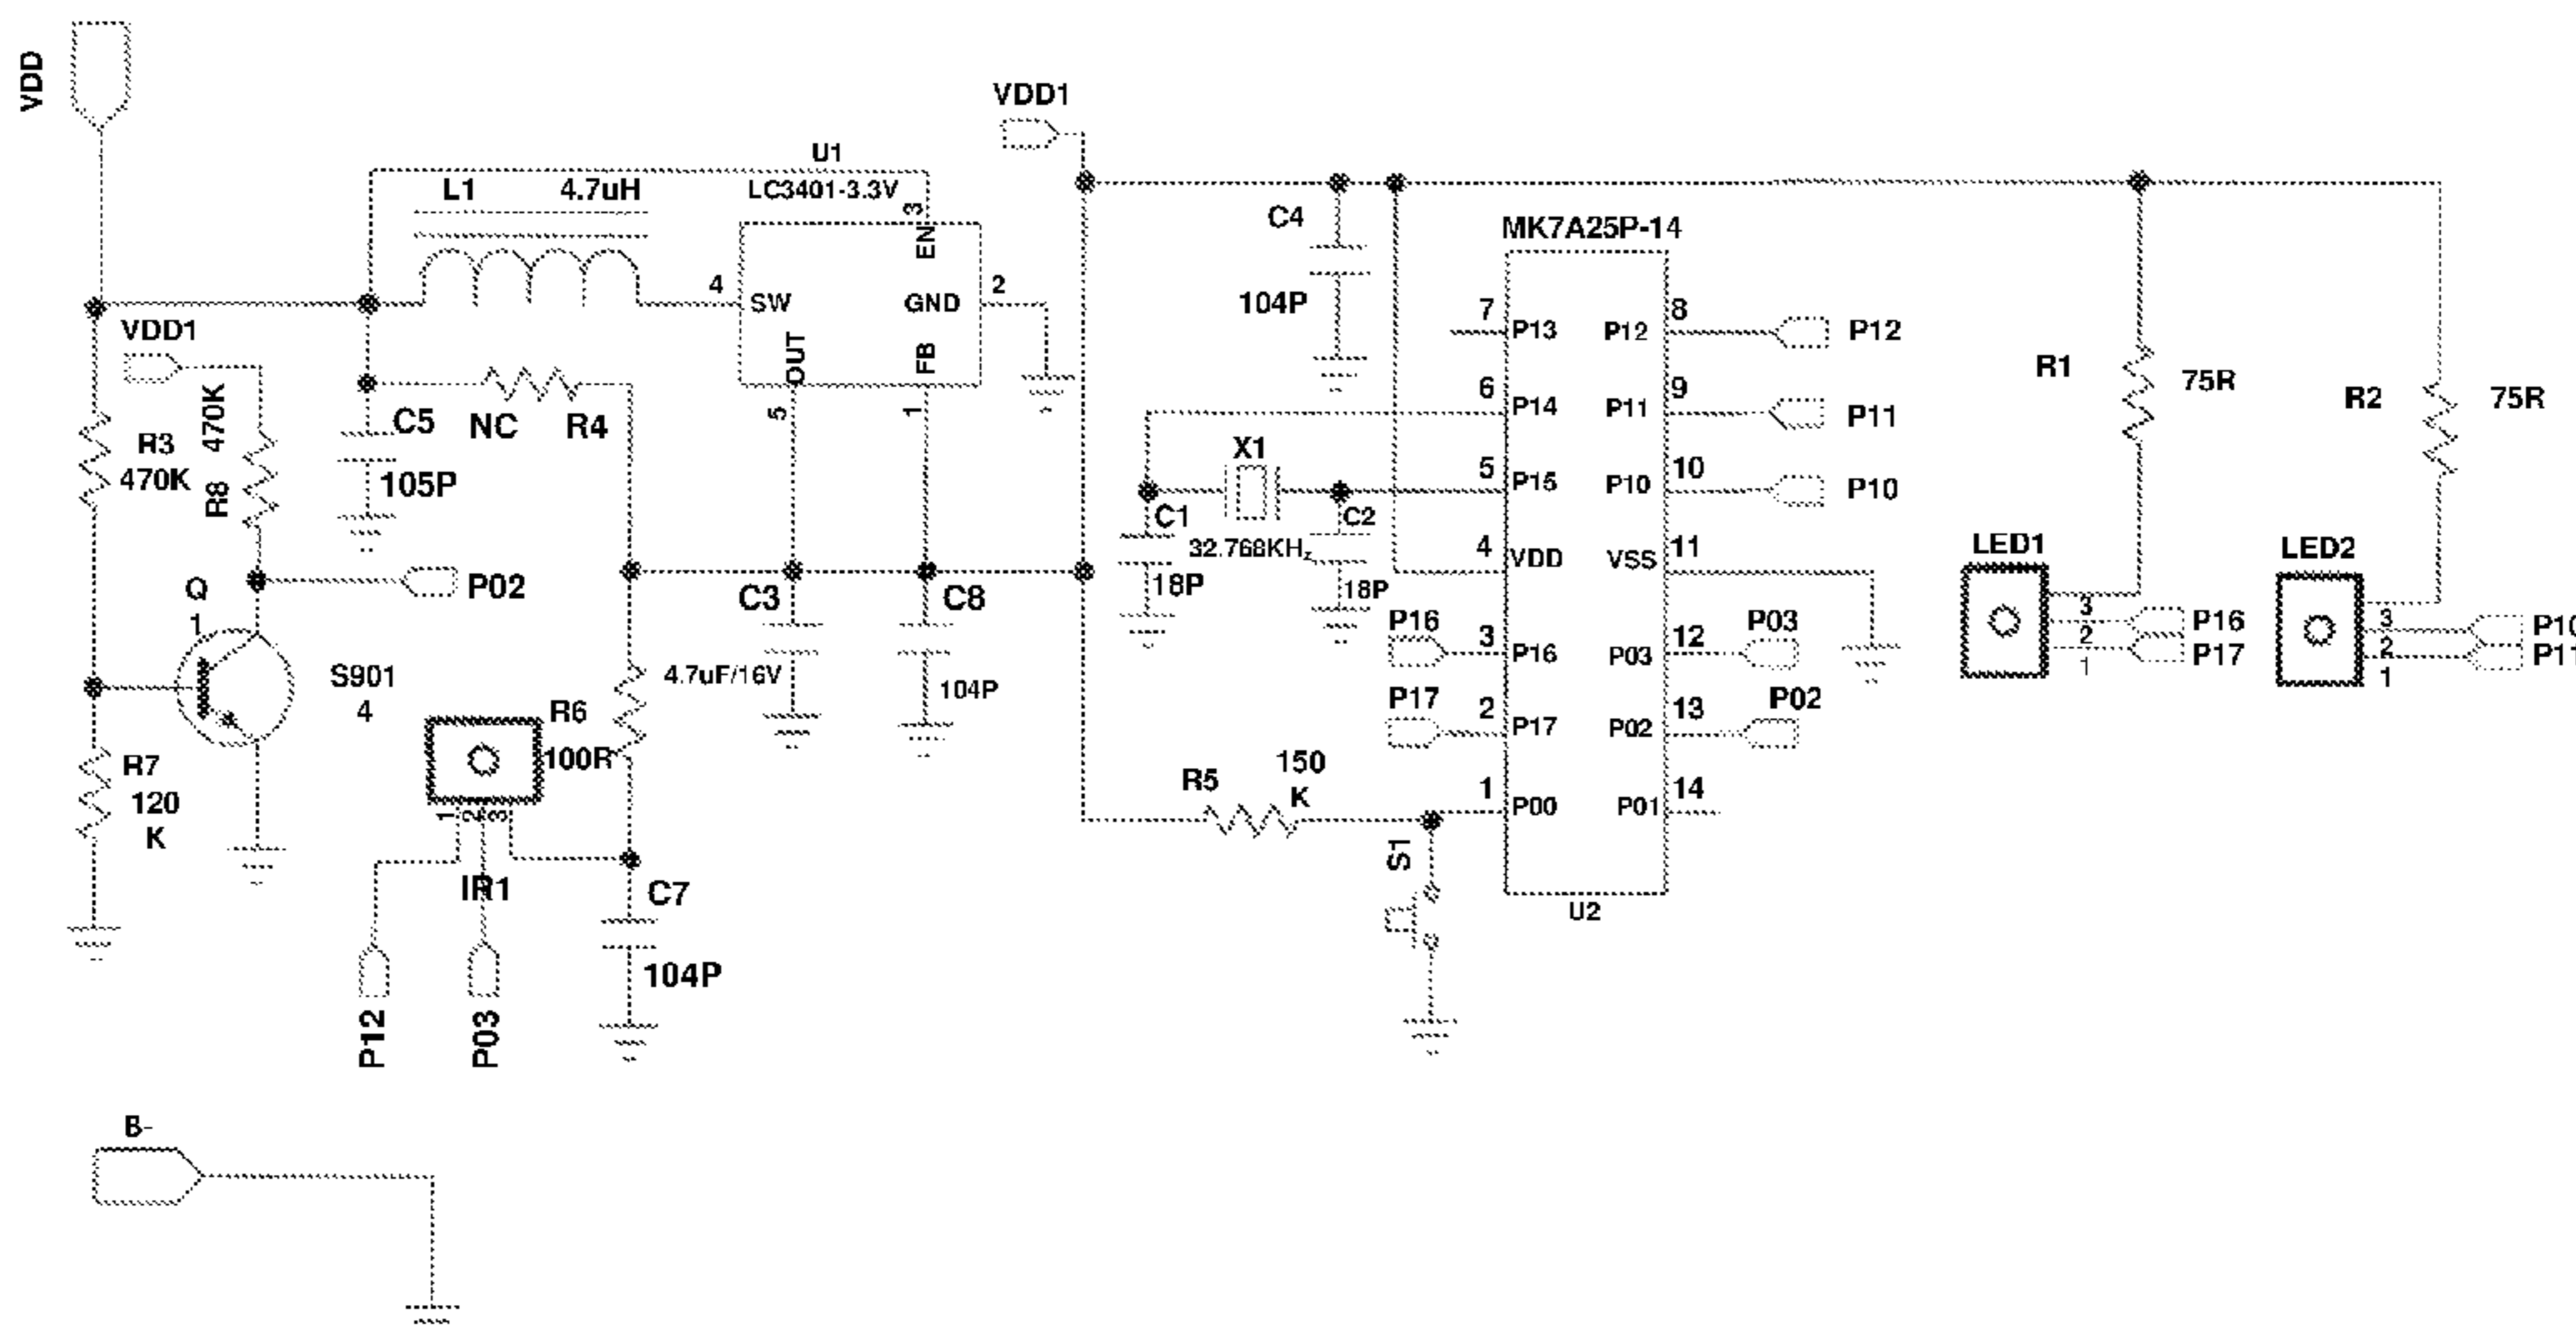 VDD
VDD1
U1
L1 4.7uH
LC3401-3.3V
3
EN
C4
MK7A25P-14
4
SW
GND
2
104P
7
P13
P12
8
P12
VDD1
OUT
FB
R1
75R
R2
75R
6
P14
P11
9
P11
470K
R3
470K
R8
C5
NC
R4
5
1
105P
X1
5
P15
P10
10
P10
C1
C2
32.768KHz
18P
18P
4
VDD
VSS
11
LED1
LED2
Q
1
P02
C3
C8
P16
3
P16
P03
12
P03
3
P16
2
P17
1
3
P10
2
P11
1
S901
4
4.7uF/16V
104P
R6
100R
P17
2
P17
P02
13
P02
R7
120
K
R5
150
K
1
P00
P01
14
1
2
3
IR1
S1
C7
U2
104P
P12
P03
B-